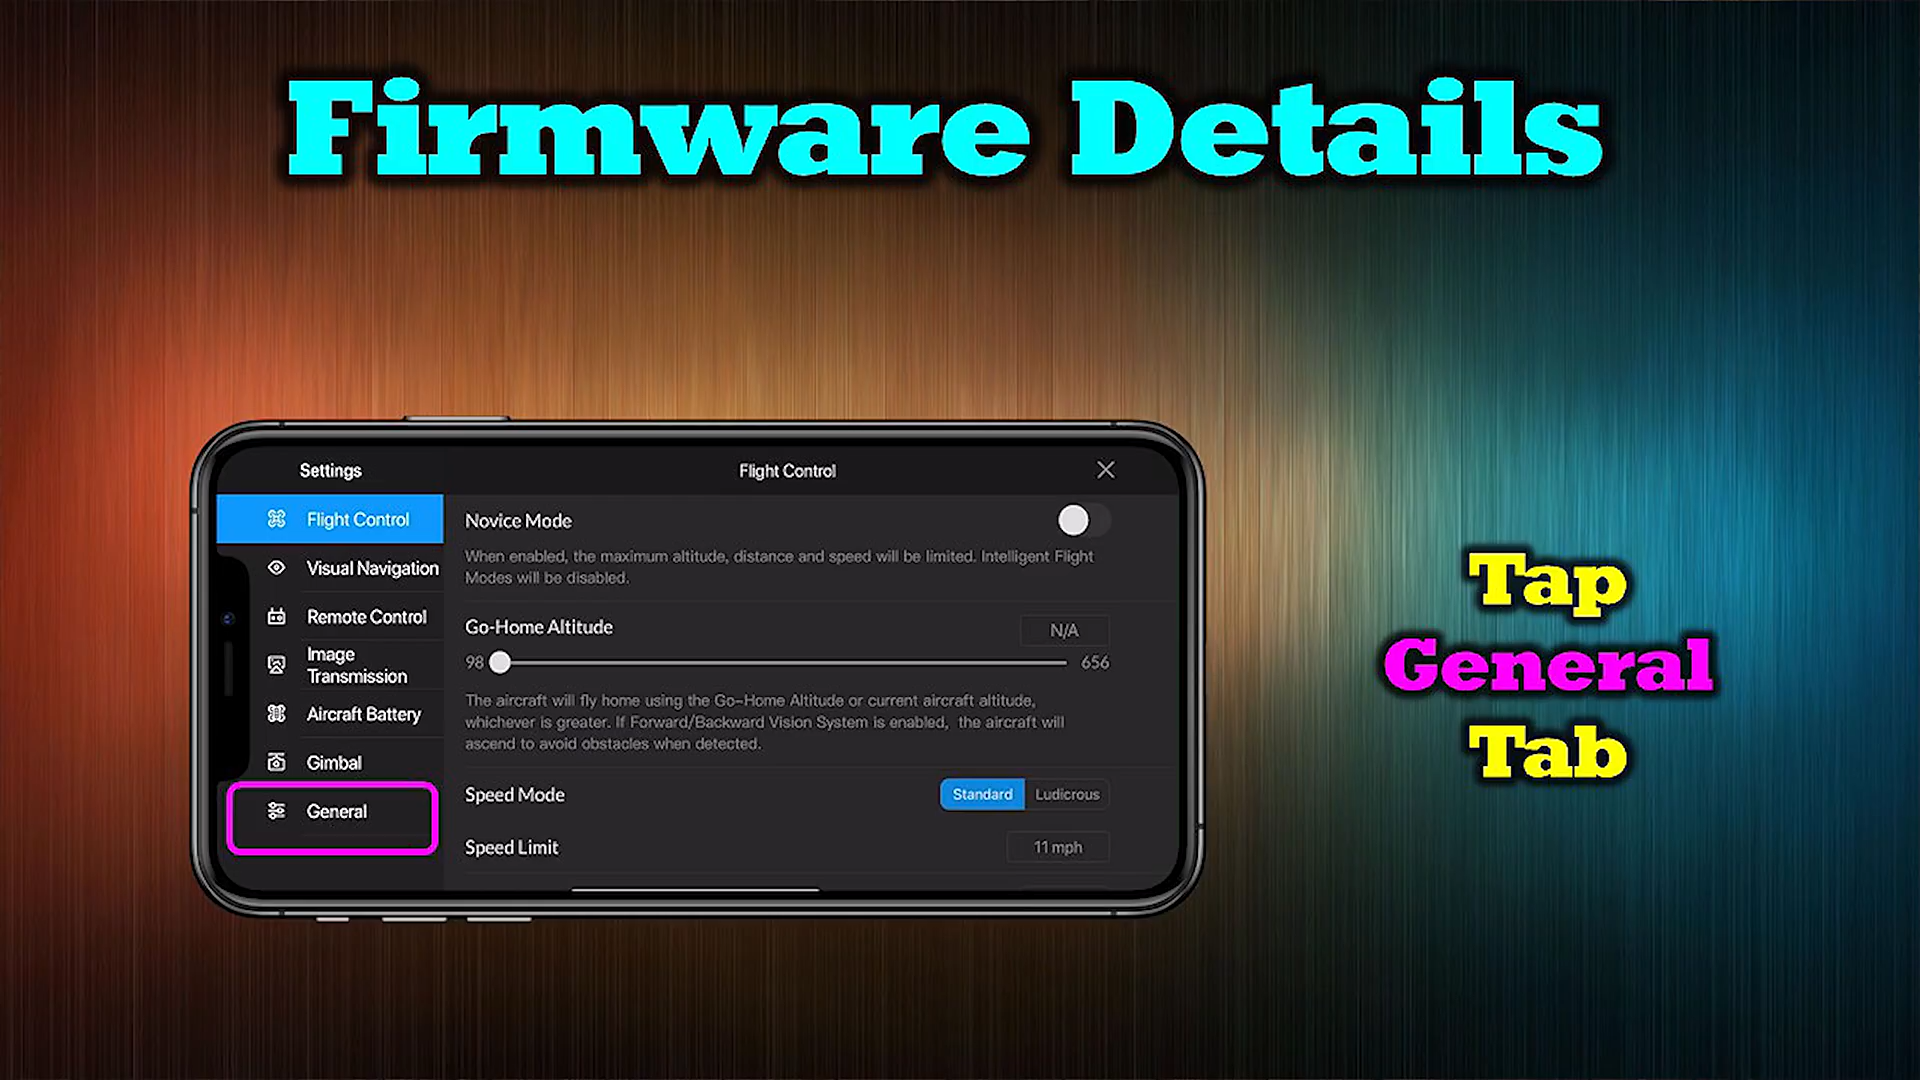 Firmware Details
Settings
Flight Control
Visual Navigation
Remote Control
Image
Transmission
Aircraft Battery
Gimbal
General
Flight Control
Novice Mode
When enabled, the maximum altitude, distance and speed will be limited. Intelligent Flight
Modes will be disabled.
Go-Home Altitude
N/A
98
656
The aircraft will fly home using the Go-Home Altitude or current aircraft altitude,
whichever is greater. If Forward/Backward Vision System is enabled, the aircraft will
ascend to avoid obstacles when detected.
Speed Mode
Standard
Ludicrous
Speed Limit
11 mph
Tap
General
Tab